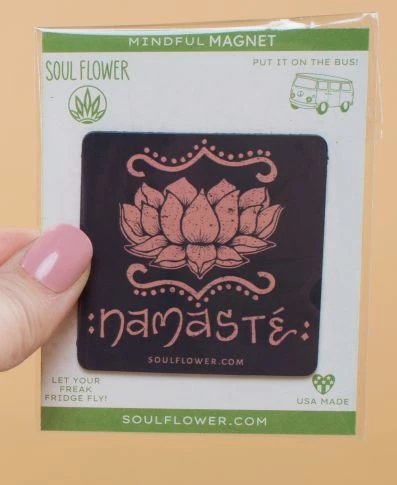 MINDFUL MAGNET
SOUL FLOWER
PUT IT ON THE BUS!
:namasté:
SOULFLOWER.COM
LET YOUR
FREAK
FRIDGE FLY!
USA MADE
SOULFLOWER.COM